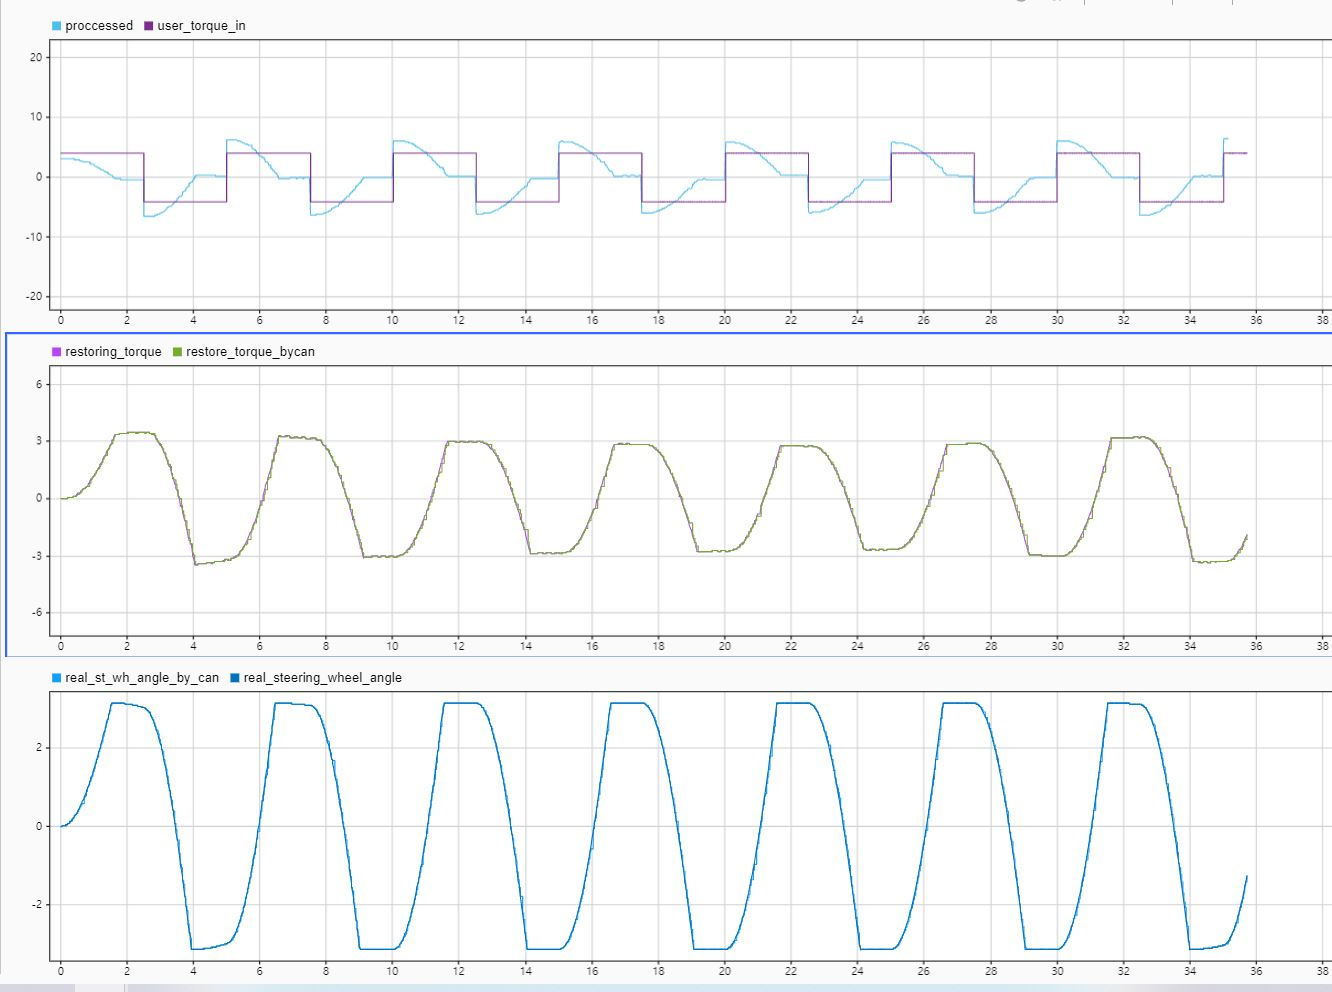 proccessed user_torque_in
20
10
0
-10
-20
0 2 4 6 8 10 12 14 16 18 20 22 24 26 28 30 32 34 36 38
restoring_torque restore_torque_bycan
6
3
0
-3
-6
0 2 4 6 8 10 12 14 16 18 20 22 24 26 28 30 32 34 36 38
real_st_wh_angle_by_can real_steering_wheel_angle
2
0
-2
0 2 4 6 8 10 12 14 16 18 20 22 24 26 28 30 32 34 36 38